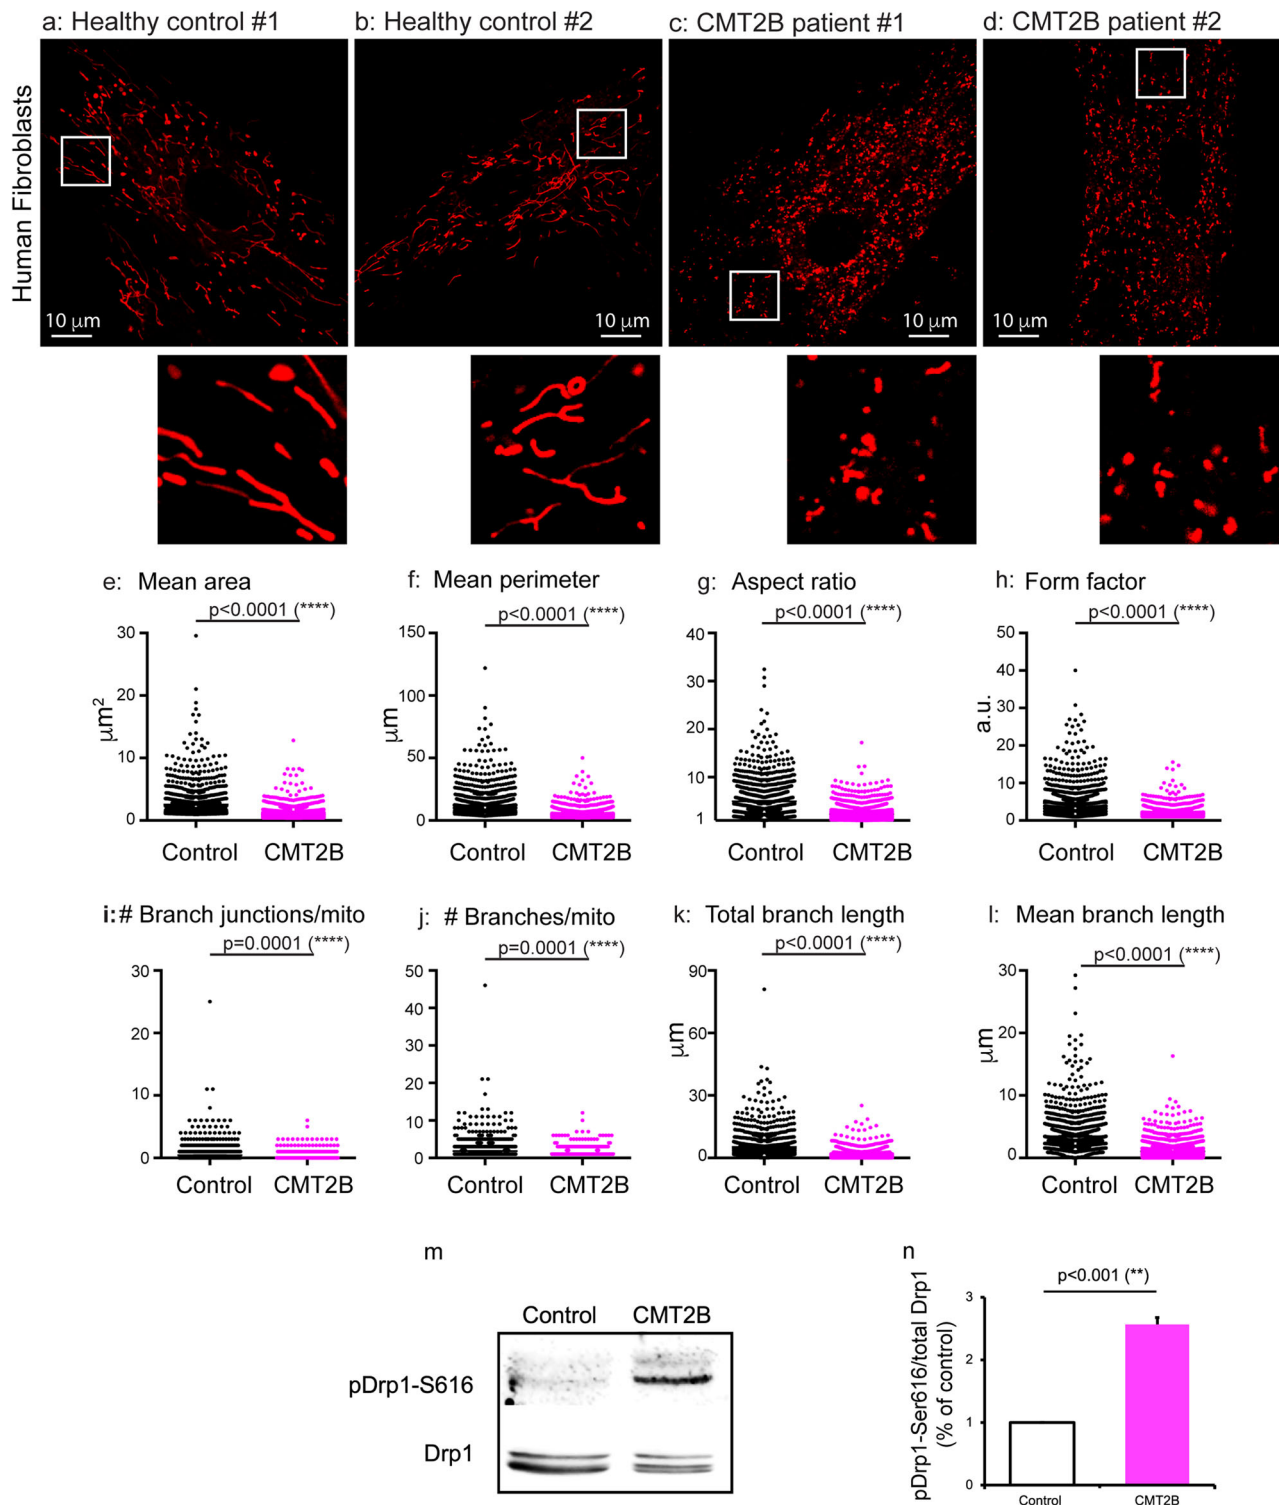 a: Healthy control #1
b: Healthy control #2
c: CMT2B patient #1
d: CMT2B patient #2
Human Fibroblasts
10 μm
10 μm
10 μm
10 μm
e: Mean area
f: Mean perimeter
g: Aspect ratio
h: Form factor
p<0.0001 (****)
p<0.0001 (****)
p<0.0001 (****)
p<0.0001 (****)
μm²
30
20
10
0
Control
CMT2B
μm
150
100
50
0
Control
CMT2B
40
30
20
10
1
Control
CMT2B
a.u.
50
40
30
20
10
0
Control
CMT2B
i: # Branch junctions/mito
j: # Branches/mito
k: Total branch length
l: Mean branch length
p=0.0001 (****)
p=0.0001 (****)
p<0.0001 (****)
p<0.0001 (****)
30
20
10
0
Control
CMT2B
50
40
30
20
10
0
Control
CMT2B
μm
90
60
30
0
Control
CMT2B
μm
30
20
10
0
Control
CMT2B
m
Control
CMT2B
pDrp1-S616
Drp1
n
p<0.001 (**)
pDrp1-Ser616/total Drp1
(% of control)
3
2
1
0
Control
CMT2B